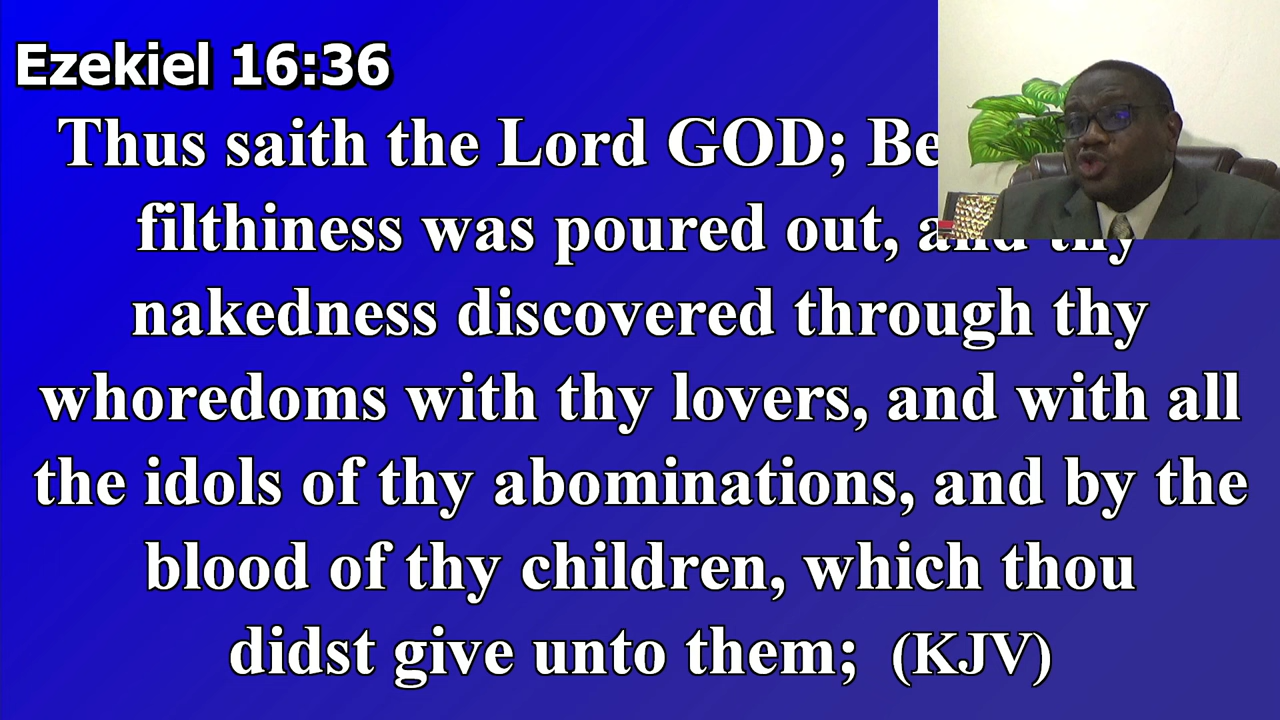 Ezekiel 16:36
Thus saith the Lord GOD; Be
filthiness was poured out, and thy
nakedness discovered through thy
whoredoms with thy lovers, and with all
the idols of thy abominations, and by the
blood of thy children, which thou
didst give unto them; (KJV)